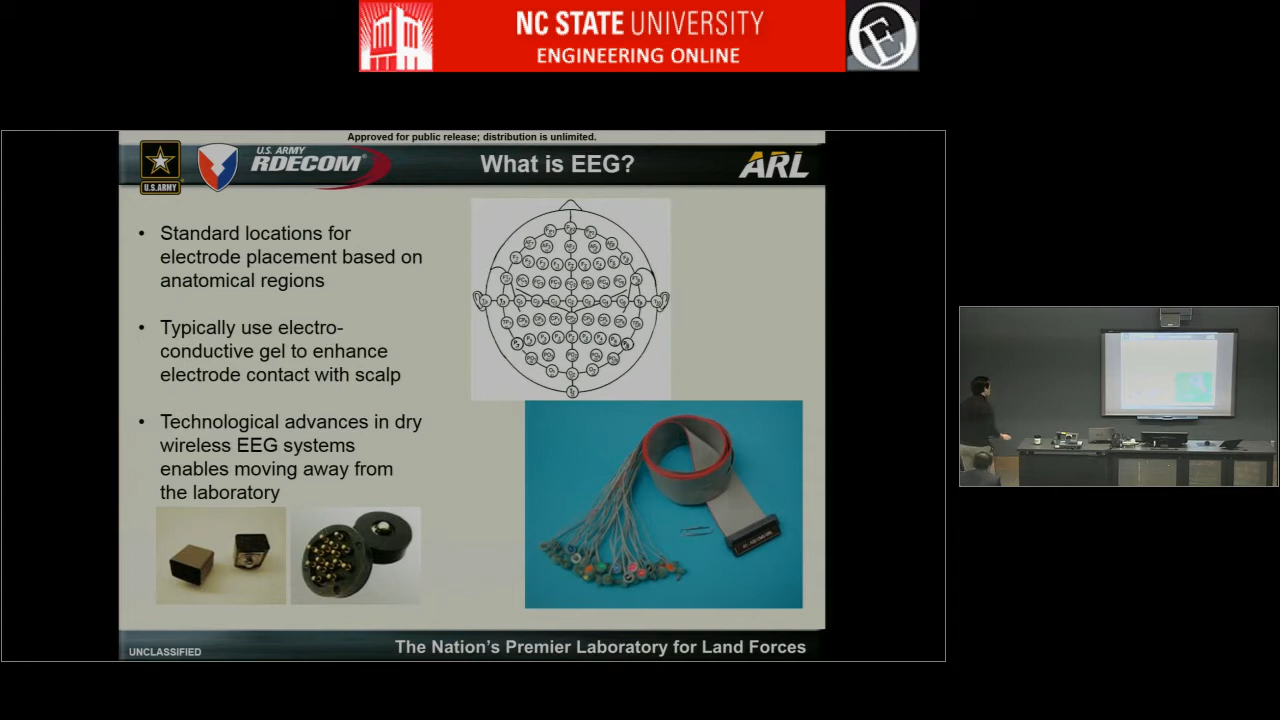 NC STATE UNIVERSITY
ENGINEERING ONLINE
Approved for public release; distribution is unlimited.
U.S. ARMY
U.S. ARMY
RDECOM
What is EEG?
ARL
• Standard locations for
electrode placement based on
anatomical regions
• Typically use electro-
conductive gel to enhance
electrode contact with scalp
• Technological advances in dry
wireless EEG systems
enables moving away from
the laboratory
UNCLASSIFIED
The Nation's Premier Laboratory for Land Forces